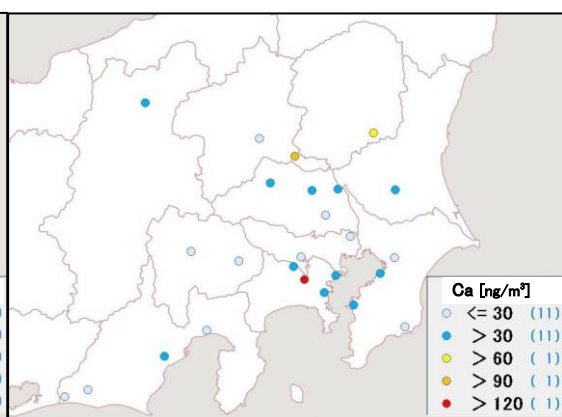 Ca [ng/m³]
<= 30 (11)
> 30 (11)
> 60 ( 1)
> 90 ( 1)
> 120 ( 1)